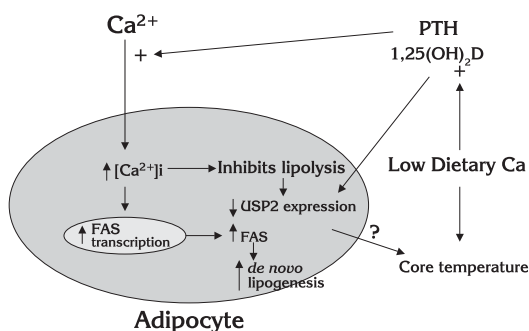 Ca²⁺
PTH
+
1,25(OH)₂D
+
[Ca²⁺]i
Inhibits lipolysis
Low Dietary Ca
USP2 expression
FAS
transcription
FAS
?
de novo
lipogenesis
Core temperature
Adipocyte